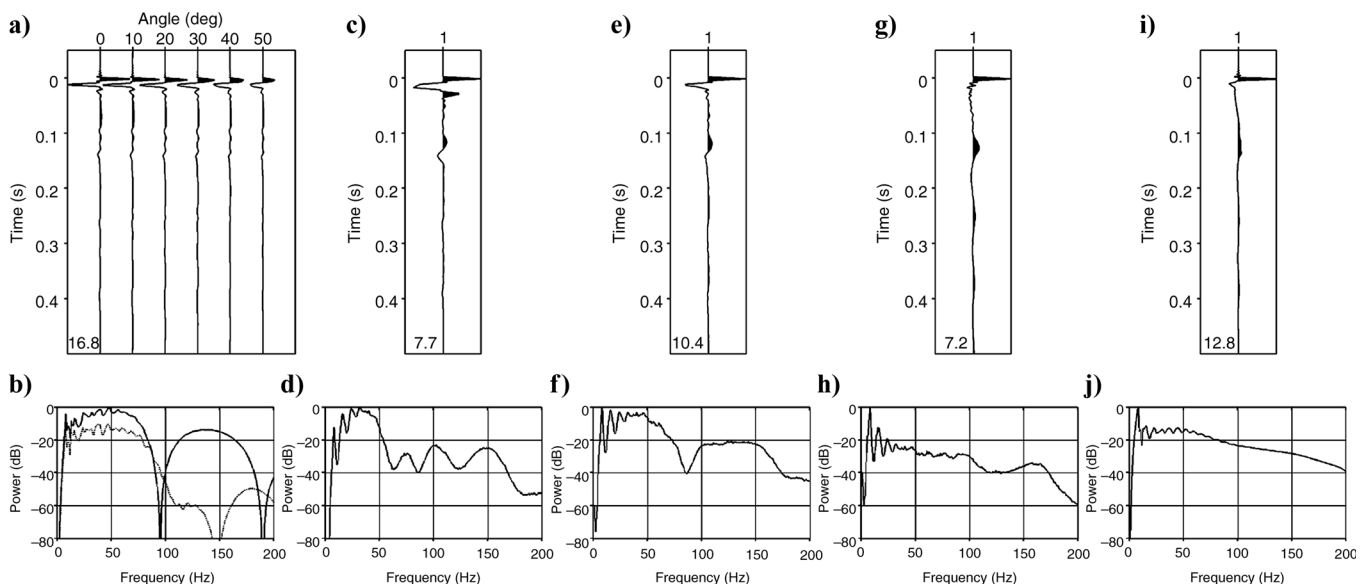 a)
Angle (deg)
0 10 20 30 40 50
Time (s)
0
0.1
0.2
0.3
0.4
16.8
c)
1
Time (s)
0
0.1
0.2
0.3
0.4
7.7
e)
1
Time (s)
0
0.1
0.2
0.3
0.4
10.4
g)
1
Time (s)
0
0.1
0.2
0.3
0.4
7.2
i)
1
Time (s)
0
0.1
0.2
0.3
0.4
12.8
b)
Power (dB)
0
−20
−40
−60
−80
0 50 100 150 200
Frequency (Hz)
d)
Power (dB)
0
−20
−40
−60
−80
0 50 100 150 200
Frequency (Hz)
f)
Power (dB)
0
−20
−40
−60
−80
0 50 100 150 200
Frequency (Hz)
h)
Power (dB)
0
−20
−40
−60
−80
0 50 100 150 200
Frequency (Hz)
j)
Power (dB)
0
−20
−40
−60
−80
0 50 100 150 200
Frequency (Hz)